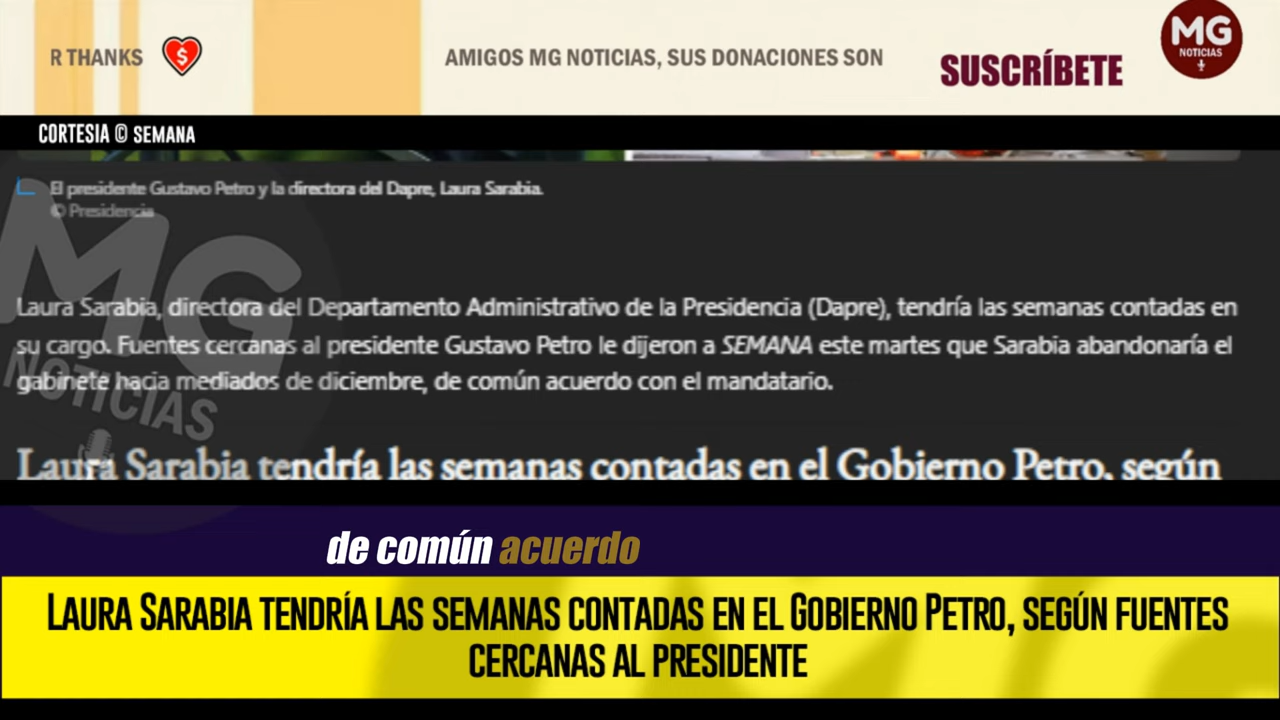 R THANKS
AMIGOS MG NOTICIAS, SUS DONACIONES SON
SUSCRÍBETE
MG
NOTICIAS
CORTESIA © SEMANA
El presidente Gustavo Petro y la directora del Dapre, Laura Sarabia.
© Presidencia
MG
NOTICIAS
Laura Sarabia, directora del Departamento Administrativo de la Presidencia (Dapre), tendría las semanas contadas en
su cargo. Fuentes cercanas al presidente Gustavo Petro le dijeron a SEMANA este martes que Sarabia abandonaría el
gabinete hacia mediados de diciembre, de común acuerdo con el mandatario.
Laura Sarabia tendría las semanas contadas en el Gobierno Petro, según
de común acuerdo
LAURA SARABIA TENDRÍA LAS SEMANAS CONTADAS EN EL GOBIERNO PETRO, SEGÚN FUENTES
CERCANAS AL PRESIDENTE